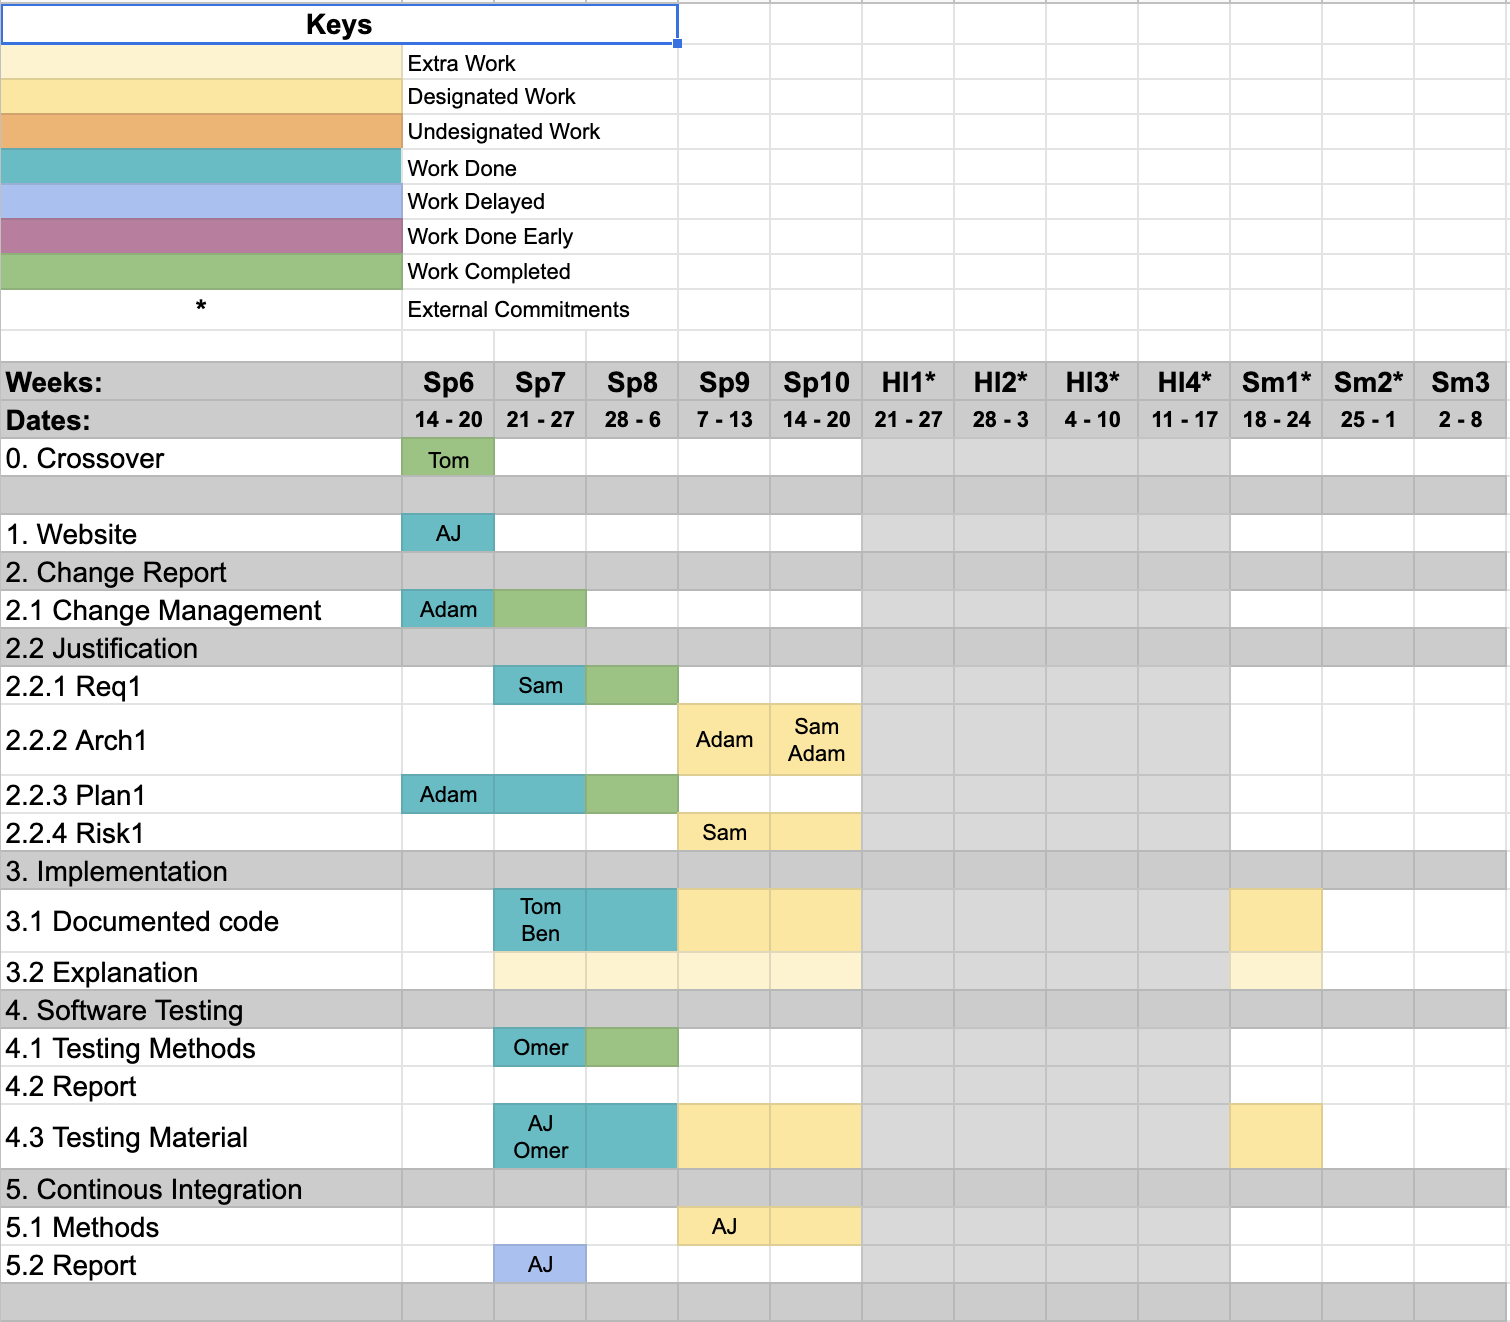 Keys
Extra Work
Designated Work
Undesignated Work
Work Done
Work Delayed
Work Done Early
Work Completed
* External Commitments
Weeks: Sp6 Sp7 Sp8 Sp9 Sp10 Hl1* Hl2* Hl3* Hl4* Sm1* Sm2* Sm3
Dates: 14 - 20 21 - 27 28 - 6 7 - 13 14 - 20 21 - 27 28 - 3 4 - 10 11 - 17 18 - 24 25 - 1 2 - 8
0. Crossover Tom
1. Website AJ
2. Change Report
2.1 Change Management Adam
2.2 Justification
2.2.1 Req1 Sam
2.2.2 Arch1 Adam Sam
Adam
2.2.3 Plan1 Adam
2.2.4 Risk1 Sam
3. Implementation
3.1 Documented code Tom
Ben
3.2 Explanation
4. Software Testing
4.1 Testing Methods Omer
4.2 Report
4.3 Testing Material AJ
Omer
5. Continous Integration
5.1 Methods AJ
5.2 Report AJ